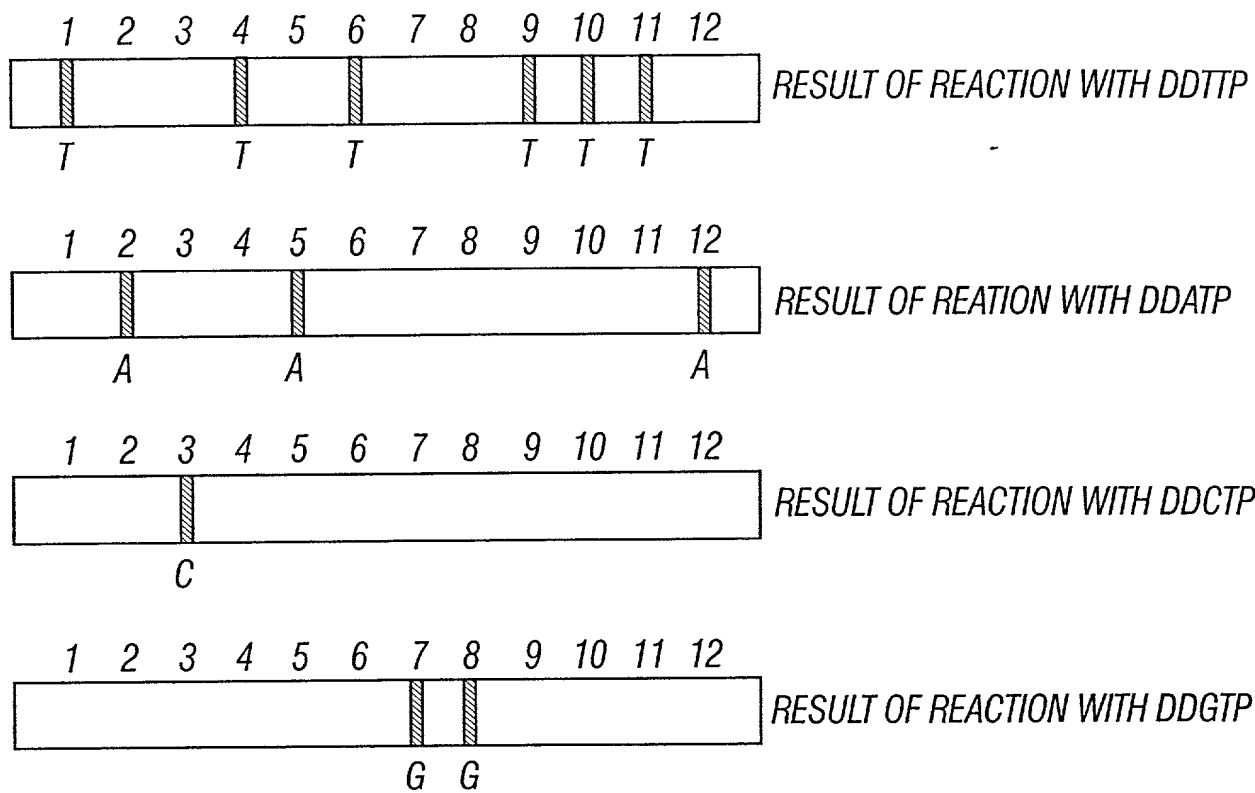 1 2 3 4 5 6 7 8 9 10 11 12
RESULT OF REACTION WITH DDTTP
T T T T T T
1 2 3 4 5 6 7 8 9 10 11 12
RESULT OF REATION WITH DDATP
A A A
1 2 3 4 5 6 7 8 9 10 11 12
RESULT OF REACTION WITH DDCTP
C
1 2 3 4 5 6 7 8 9 10 11 12
RESULT OF REACTION WITH DDGTP
G G